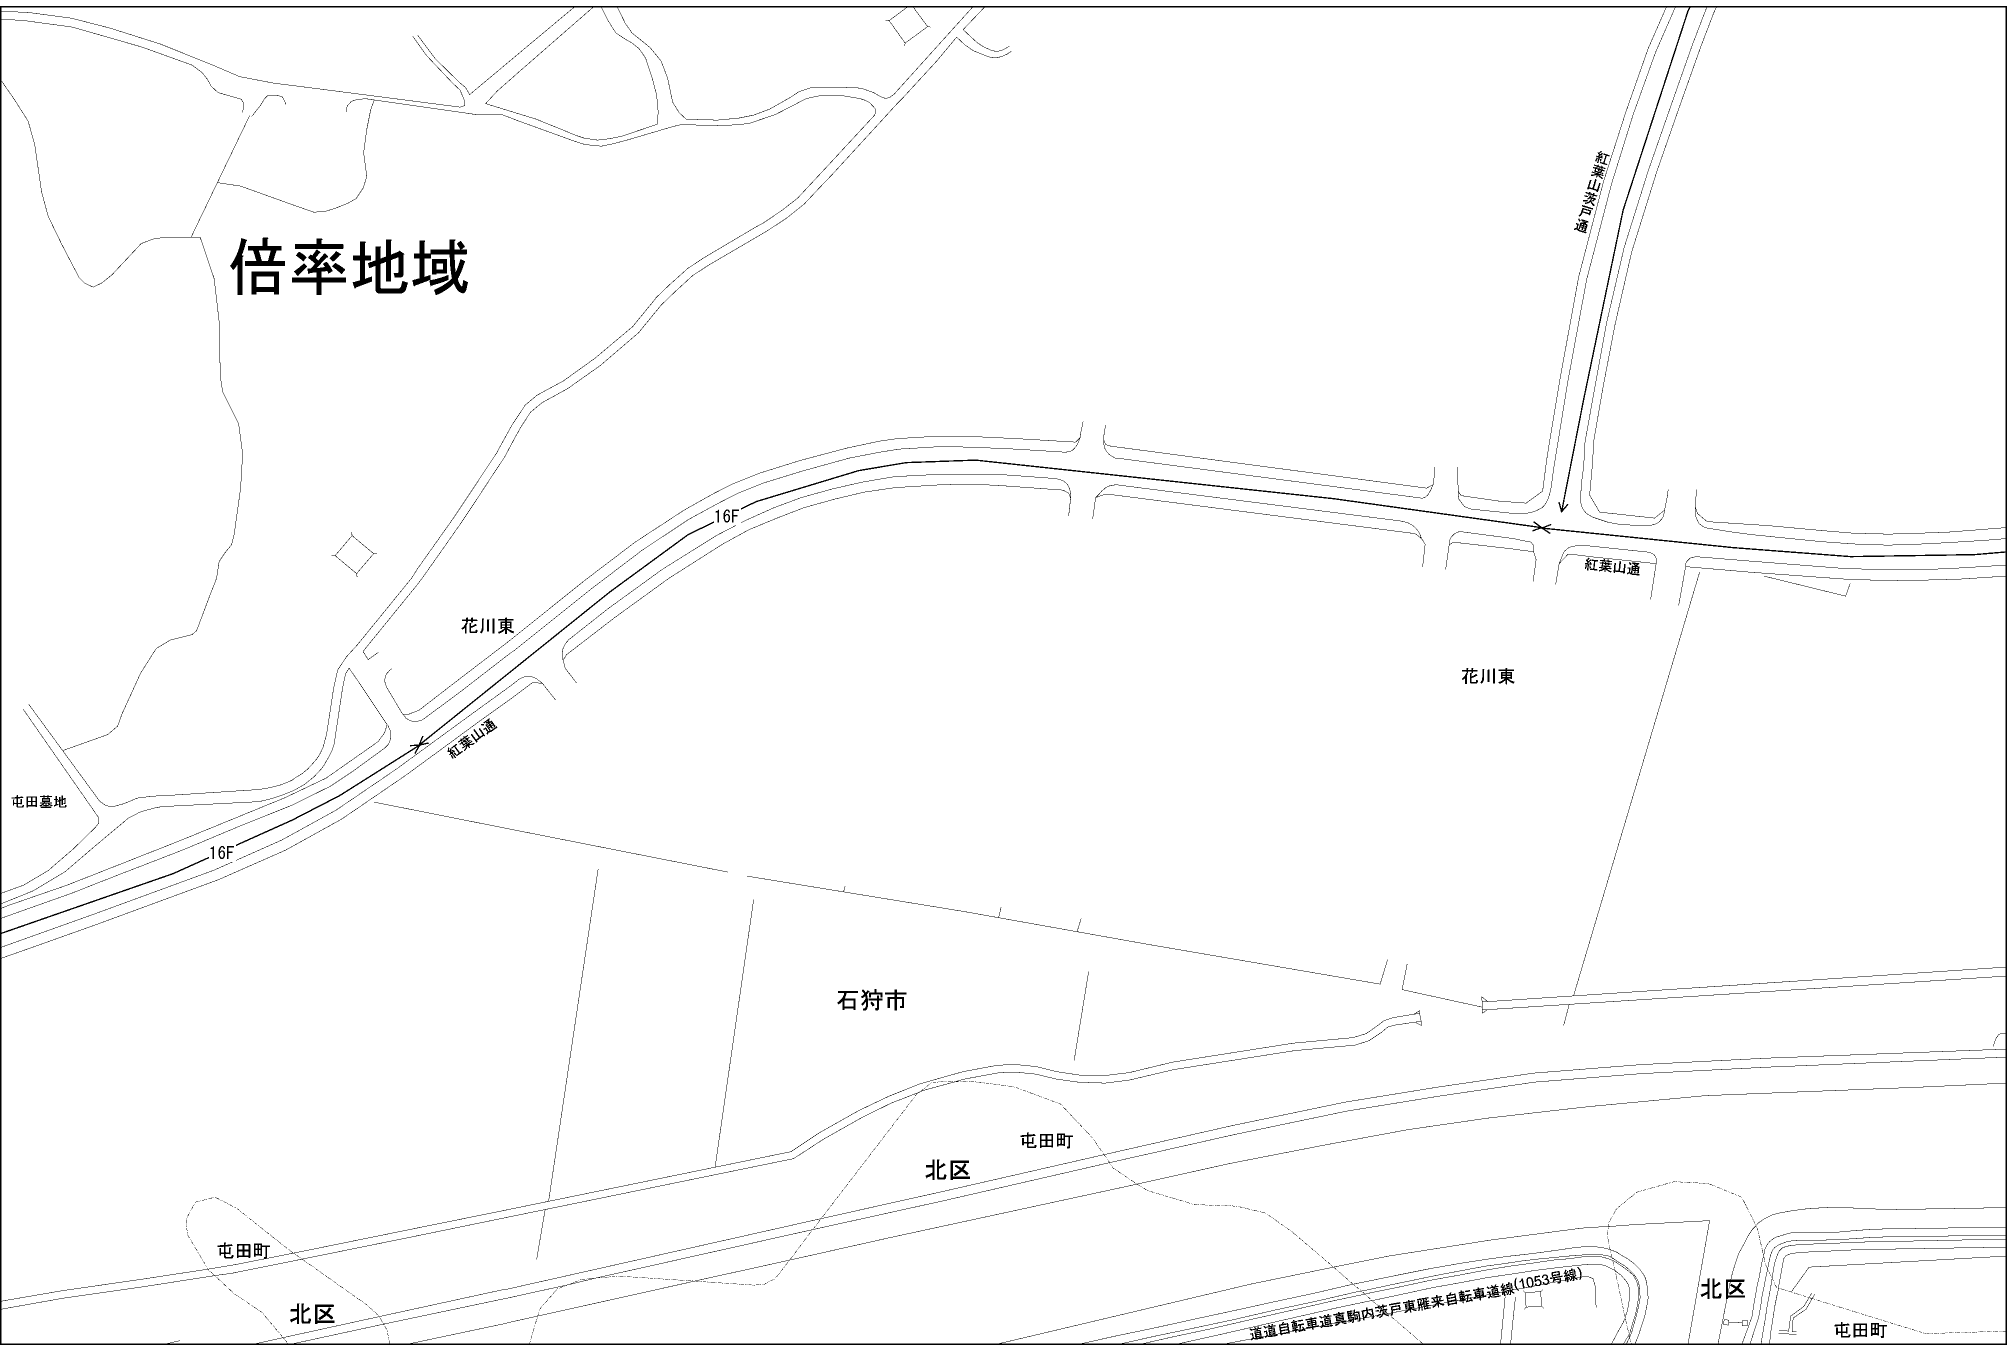 紅葉山茨戸通
倍率地域
16F
紅葉山通
花川東
花川東
紅葉山通
屯田墓地
16F
石狩市
屯田町
北区
屯田町
北区
北区
道道自転車道真駒内茨戸東雁来自転車道線(1053号線)
屯田町